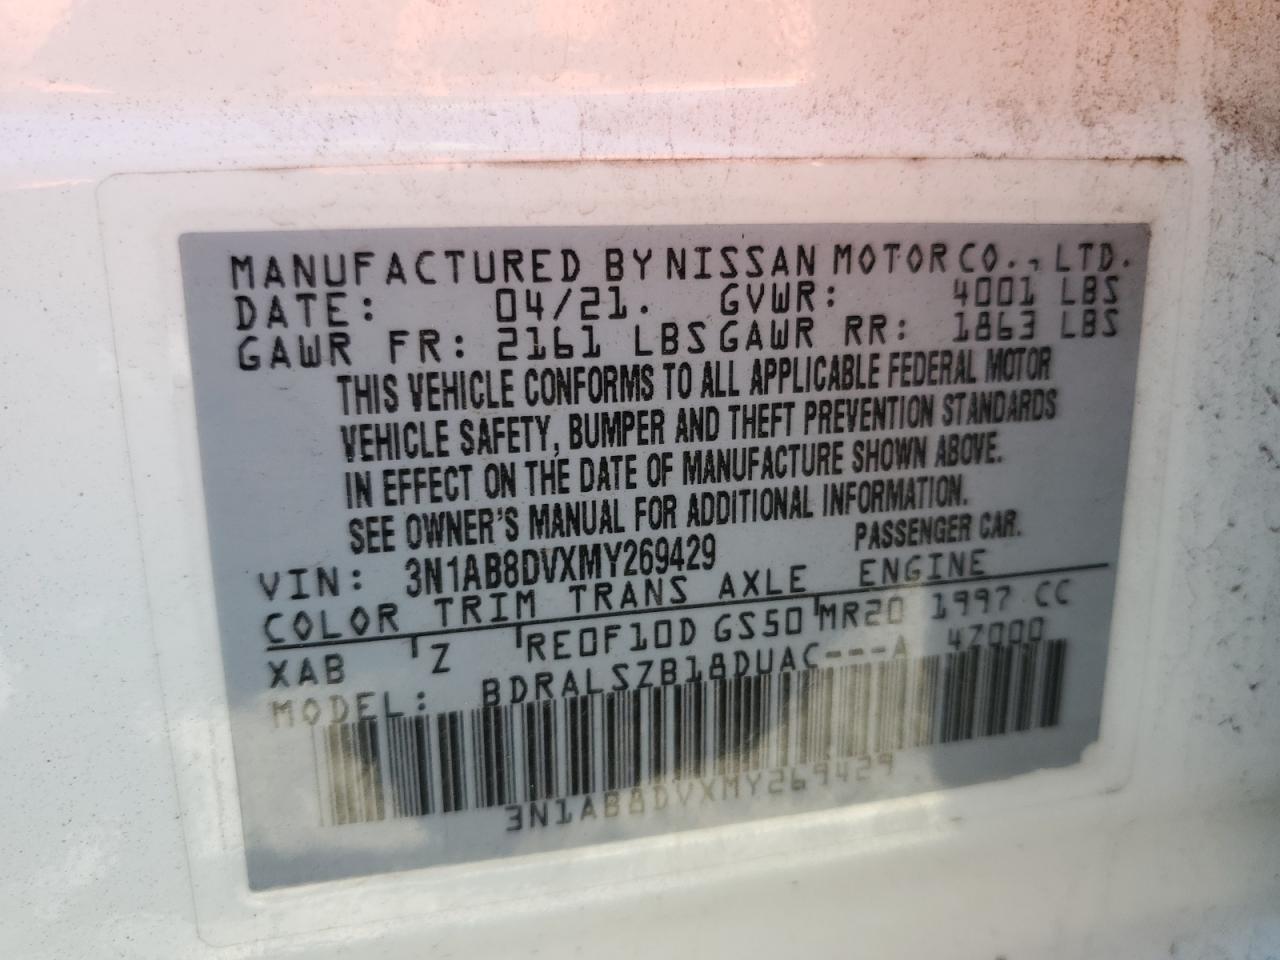 MANUFACTURED BY NISSAN MOTOR CO., LTD.
DATE: 04/21. GVWR: 4001 LBS
GAWR FR: 2161 LBS GAWR RR: 1863 LBS
THIS VEHICLE CONFORMS TO ALL APPLICABLE FEDERAL MOTOR
VEHICLE SAFETY, BUMPER AND THEFT PREVENTION STANDARDS
IN EFFECT ON THE DATE OF MANUFACTURE SHOWN ABOVE.
SEE OWNER'S MANUAL FOR ADDITIONAL INFORMATION.
VIN: 3N1AB8DVXMY269429 PASSENGER CAR.
COLOR TRIM TRANS AXLE ENGINE
XAB Z RE0F10D GS50 MR20 1997 CC
MODEL: BDRALSZB18DUAC---A 47000
3N1AB8DVXMY269429